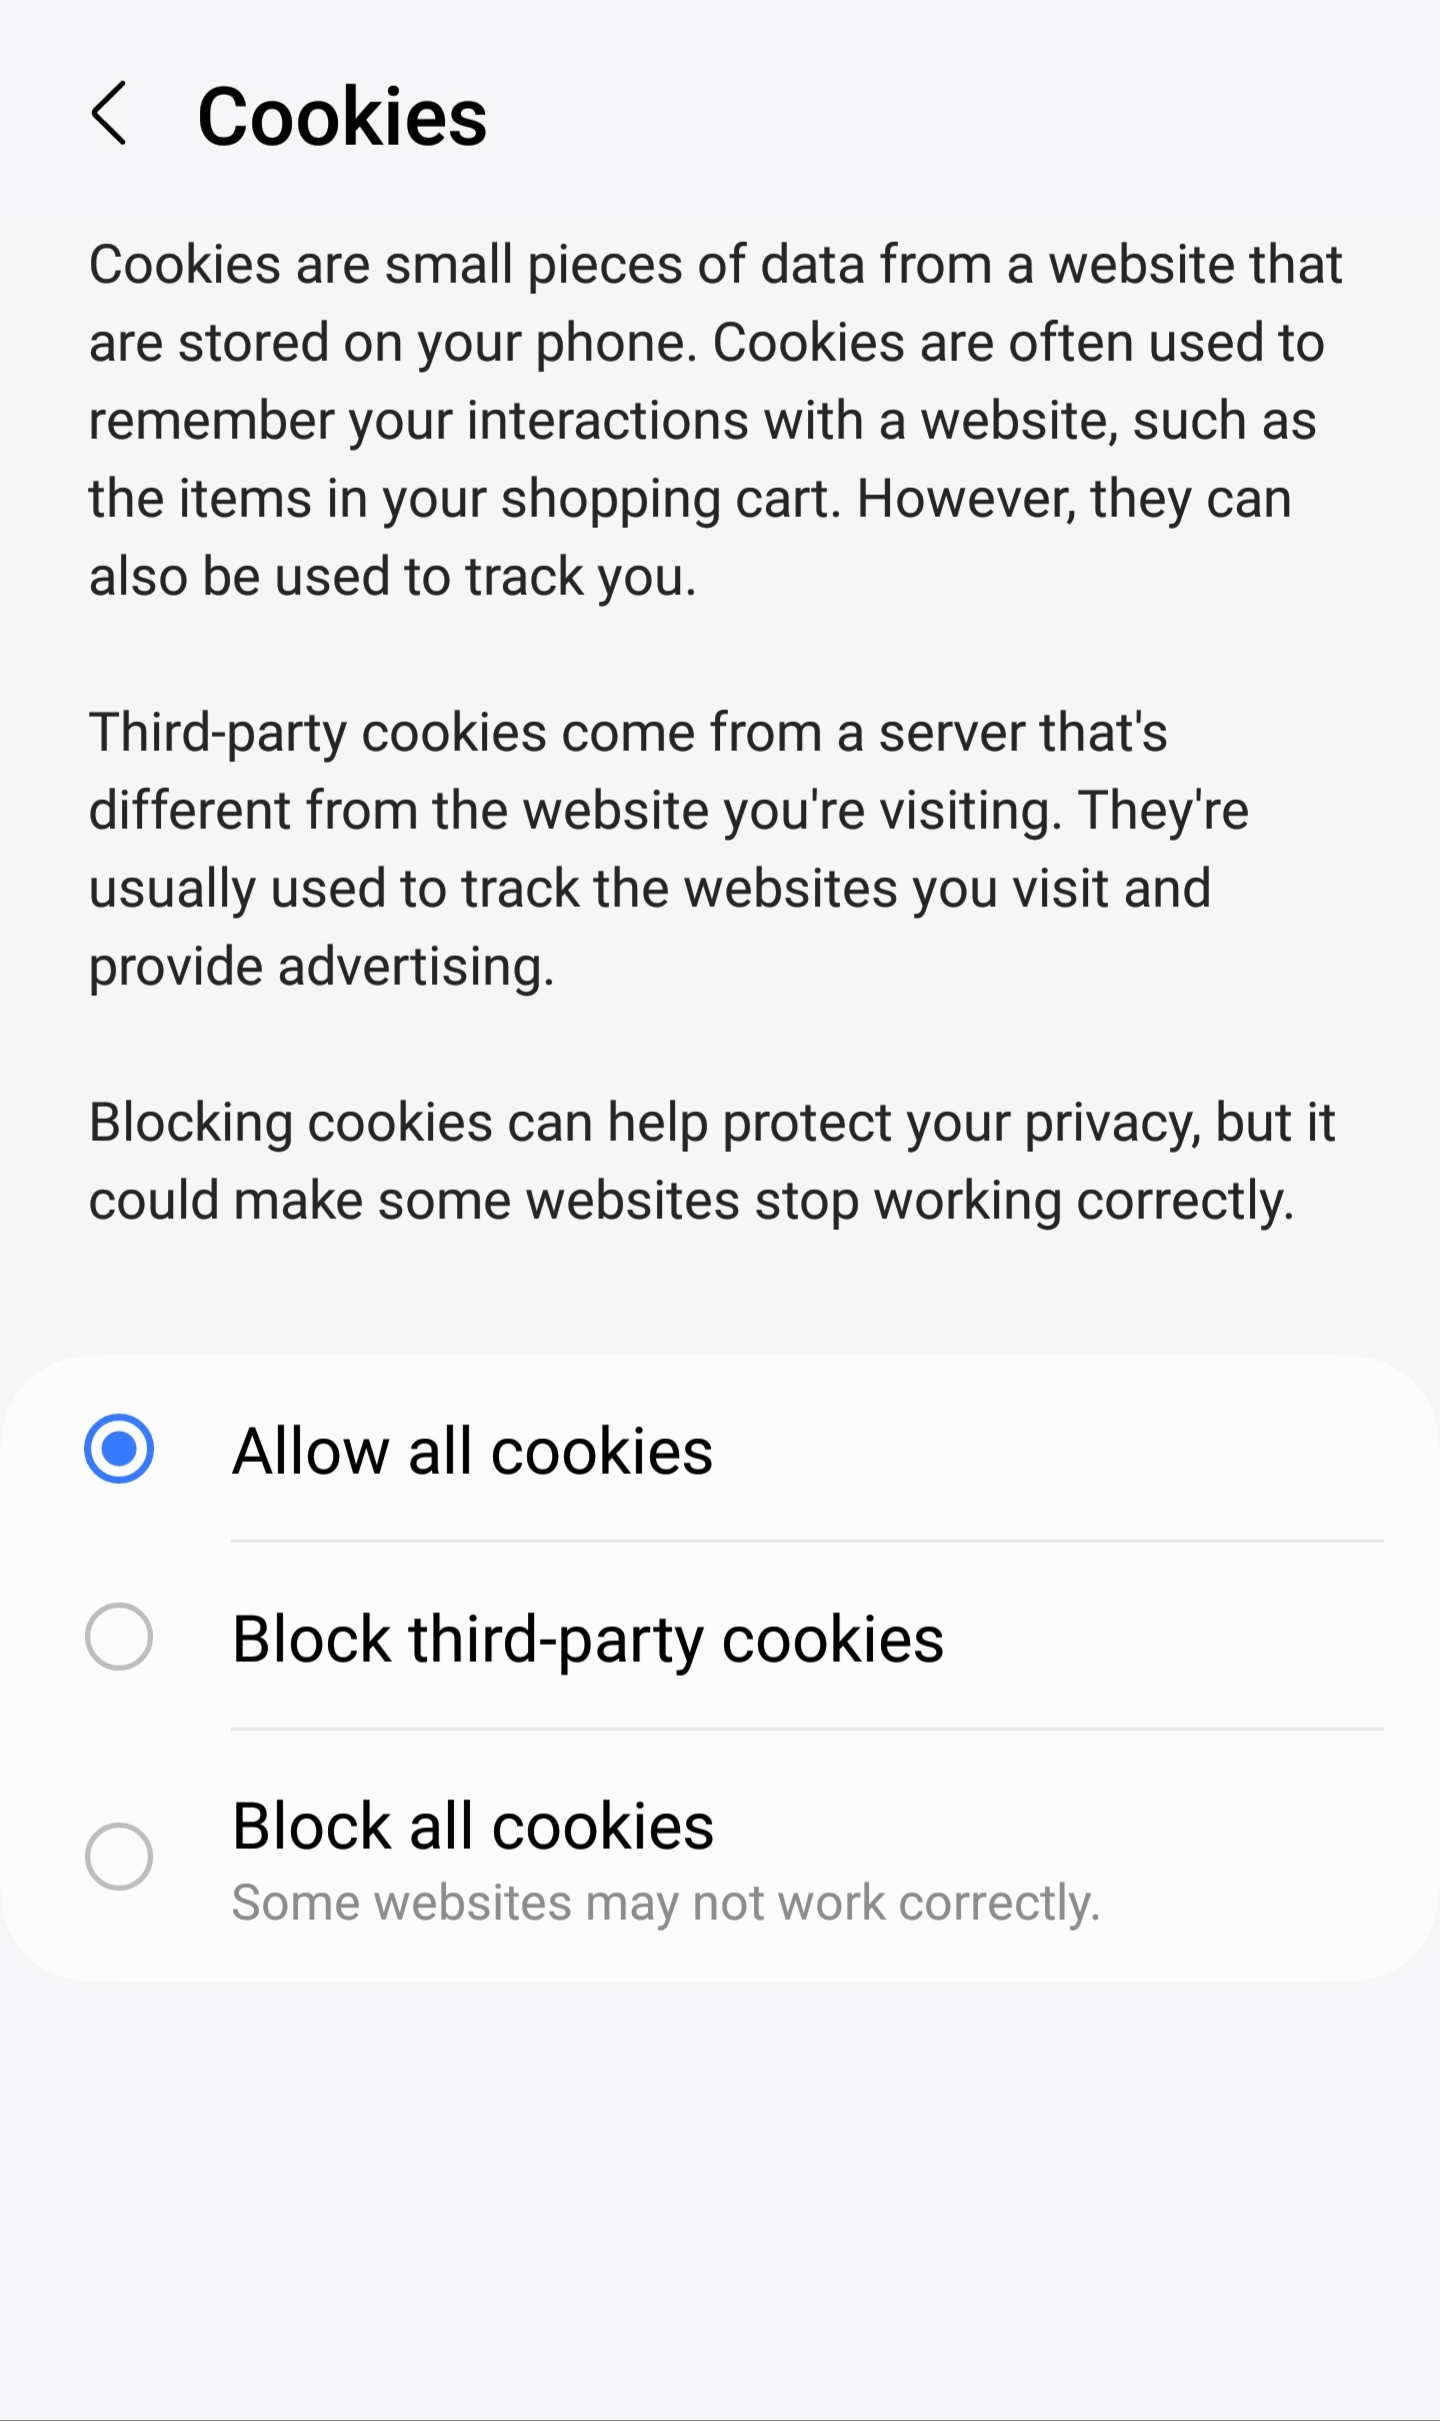 Cookies
Cookies are small pieces of data from a website that
are stored on your phone. Cookies are often used to
remember your interactions with a website, such as
the items in your shopping cart. However, they can
also be used to track you.
Third-party cookies come from a server that's
different from the website you're visiting. They're
usually used to track the websites you visit and
provide advertising.
Blocking cookies can help protect your privacy, but it
could make some websites stop working correctly.
Allow all cookies
Block third-party cookies
Block all cookies
Some websites may not work correctly.